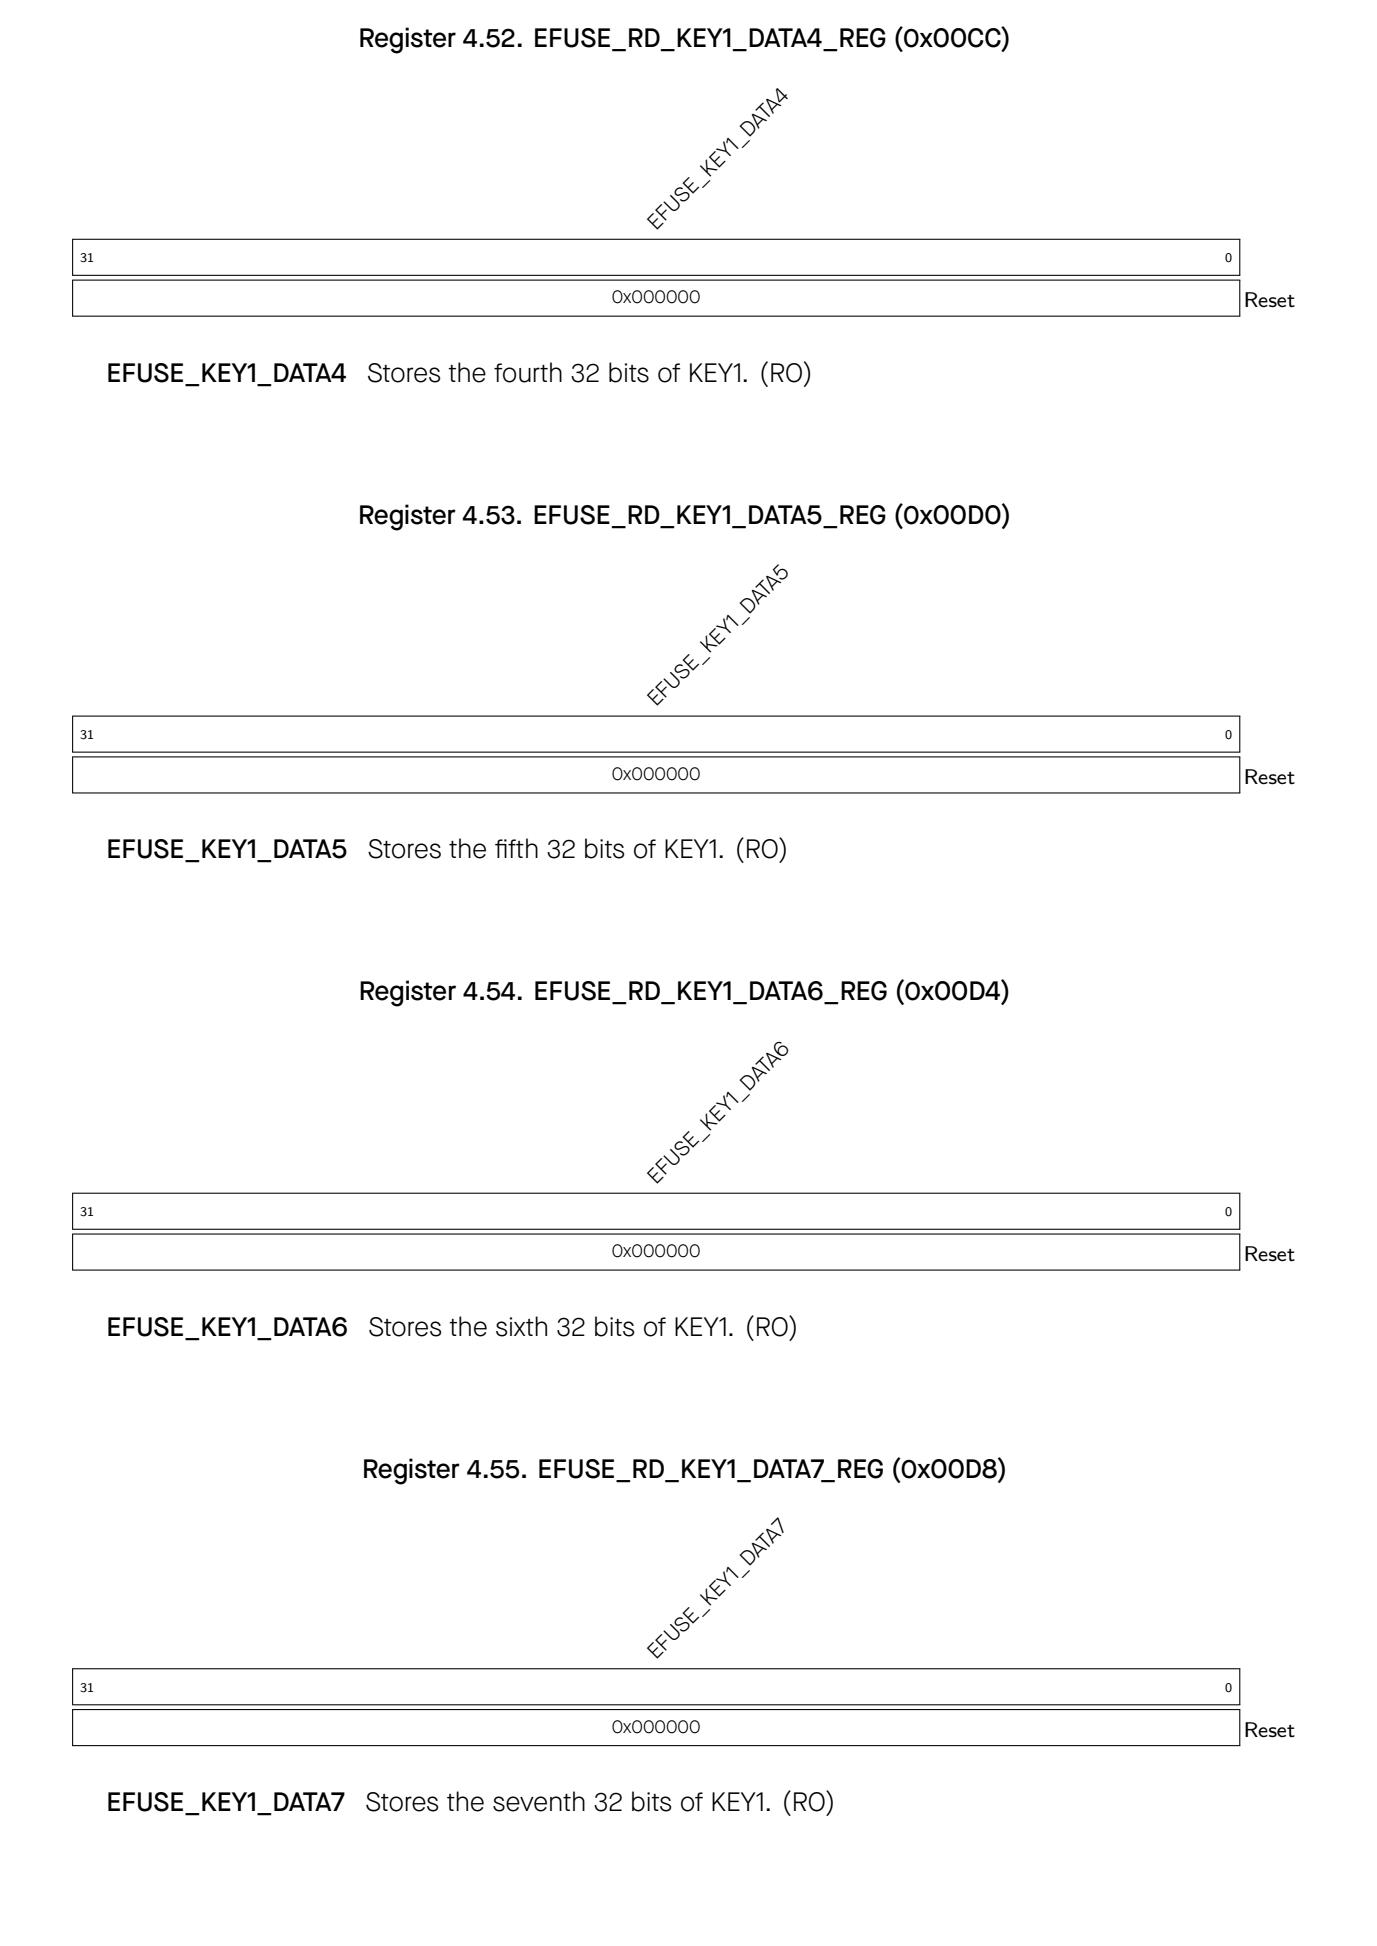 Register 4.52. EFUSE_RD_KEY1_DATA4_REG (0x00CC)
EFUSE_KEY1_DATA4
31 0
0x000000 Reset
EFUSE_KEY1_DATA4 Stores the fourth 32 bits of KEY1. (RO)
Register 4.53. EFUSE_RD_KEY1_DATA5_REG (0x00D0)
EFUSE_KEY1_DATA5
31 0
0x000000 Reset
EFUSE_KEY1_DATA5 Stores the fifth 32 bits of KEY1. (RO)
Register 4.54. EFUSE_RD_KEY1_DATA6_REG (0x00D4)
EFUSE_KEY1_DATA6
31 0
0x000000 Reset
EFUSE_KEY1_DATA6 Stores the sixth 32 bits of KEY1. (RO)
Register 4.55. EFUSE_RD_KEY1_DATA7_REG (0x00D8)
EFUSE_KEY1_DATA7
31 0
0x000000 Reset
EFUSE_KEY1_DATA7 Stores the seventh 32 bits of KEY1. (RO)